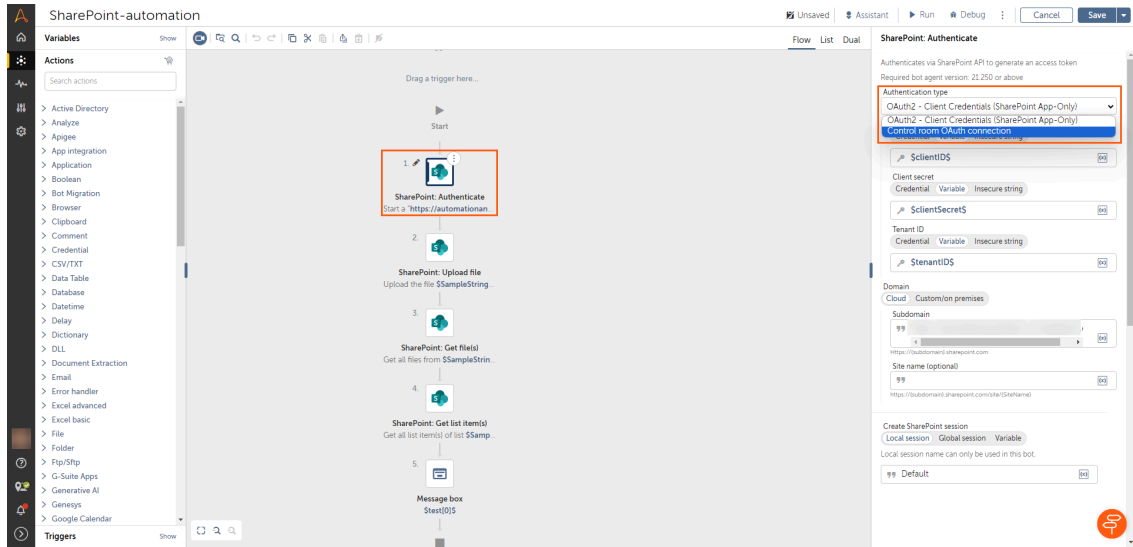 SharePoint-automation
Unsaved
Assistant
Run
Debug
Cancel
Save
Variables
Show
Flow
List
Dual
SharePoint: Authenticate
Actions
Search actions
Active Directory
Analyze
Apigee
App integration
Application
Boolean
Bot Migration
Browser
Clipboard
Comment
Credential
CSV/TXT
Data Table
Database
Datetime
Delay
Dictionary
DLL
Document Extraction
Email
Error handler
Excel advanced
Excel basic
File
Folder
Ftp/Sftp
G-Suite Apps
Generative AI
Genesys
Google Calendar
Triggers
Show
Drag a trigger here...
Start
1.
SharePoint: Authenticate
Start a "https://automationan...
2.
SharePoint: Upload file
Upload the file $SampleString...
3.
SharePoint: Get file(s)
Get all files from $SampleStrin...
4.
SharePoint: Get list item(s)
Get all list item(s) of list $Samp...
5.
Message box
$test[0]$
Authenticates via SharePoint API to generate an access token
Required bot agent version: 21.250 or above
Authentication type
OAuth2 - Client Credentials (SharePoint App-Only)
OAuth2 - Client Credentials (SharePoint App-Only)
Control room OAuth connection
Credential Variable Insecure string
$clientID$
(x)
Client secret
Credential Variable Insecure string
$clientSecret$
(x)
Tenant ID
Credential Variable Insecure string
$tenantID$
(x)
Domain
Cloud Custom/on premises
Subdomain
(x)
https://{subdomain}.sharepoint.com
Site name (optional)
(x)
https://{subdomain}.sharepoint.com/site/{SiteName}
Create SharePoint session
Local session Global session Variable
Local session name can only be used in this bot.
Default
(x)